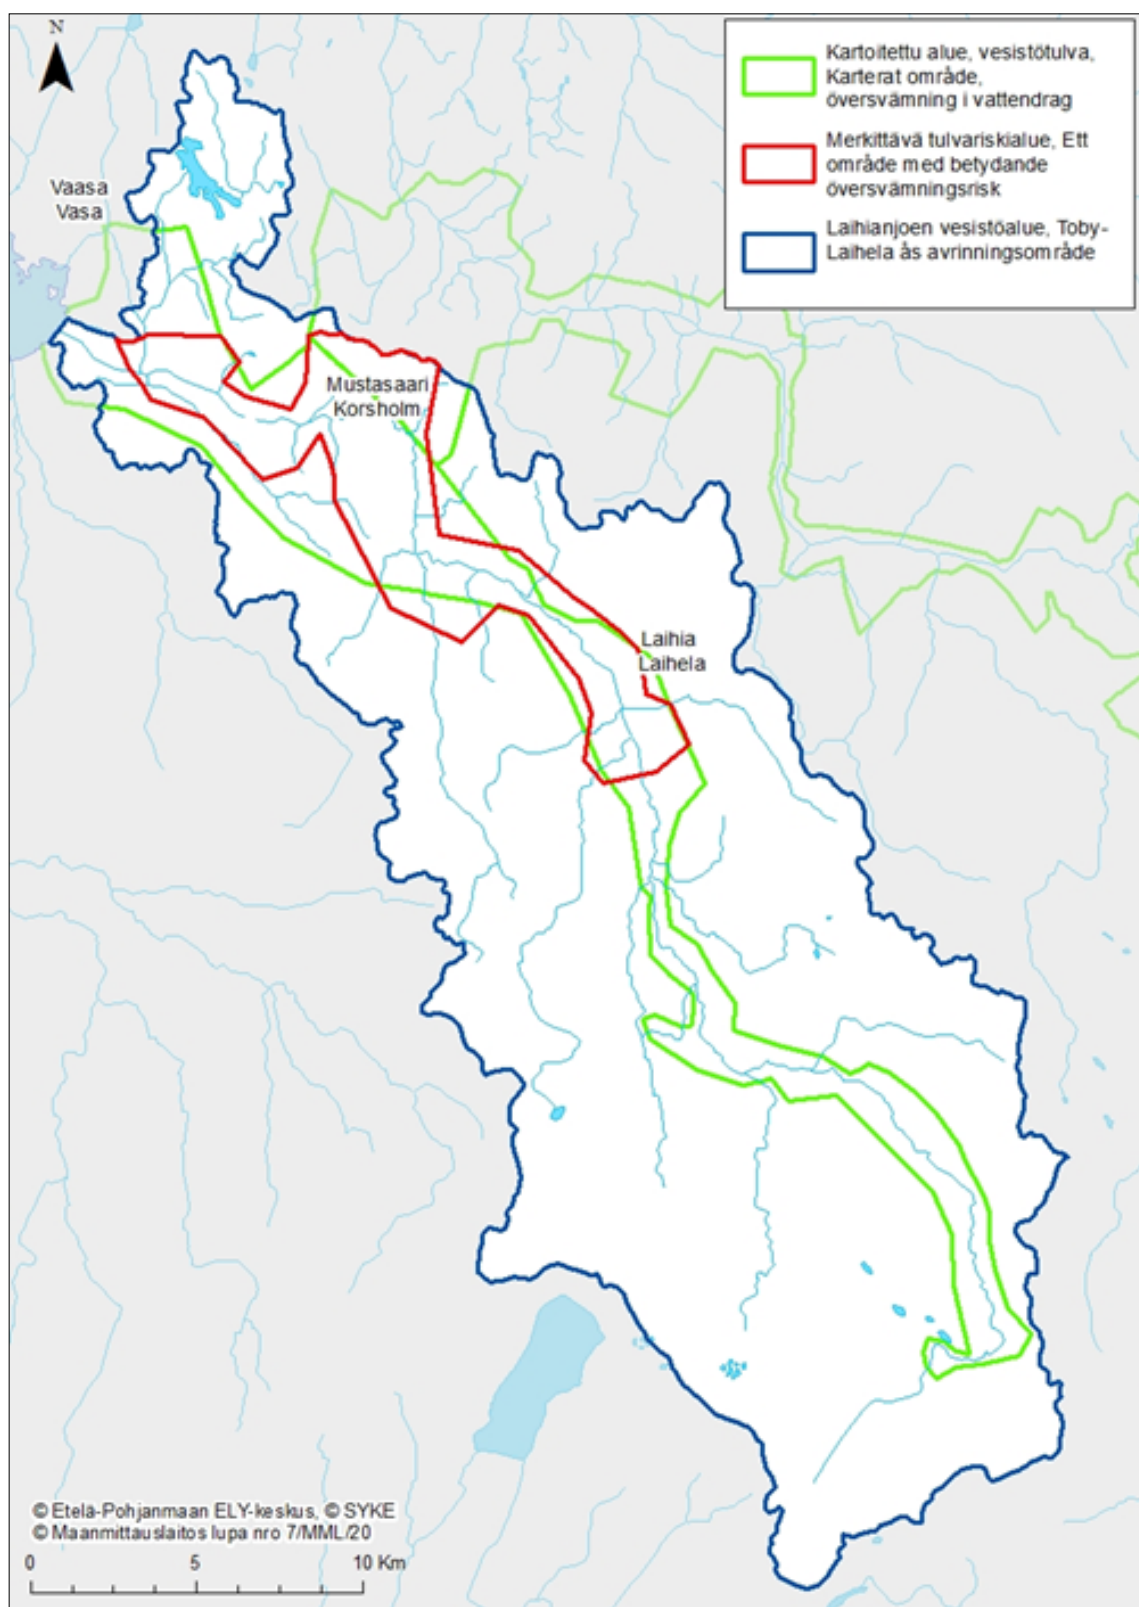 N
Kartoitettu alue, vesistötulva,
Karterat område,
översvämning i vattendrag
Merkittävä tulvariskialue, Ett
område med betydande
översvämningsrisk
Laihianjoen vesistöalue, Toby-
Laihela ås avrinningsområde
Vaasa
Vasa
Mustasaari
Korsholm
Laihia
Laihela
© Etelä-Pohjanmaan ELY-keskus, © SYKE
© Maanmittauslaitos lupa nro 7/MML/20
0 5 10 Km